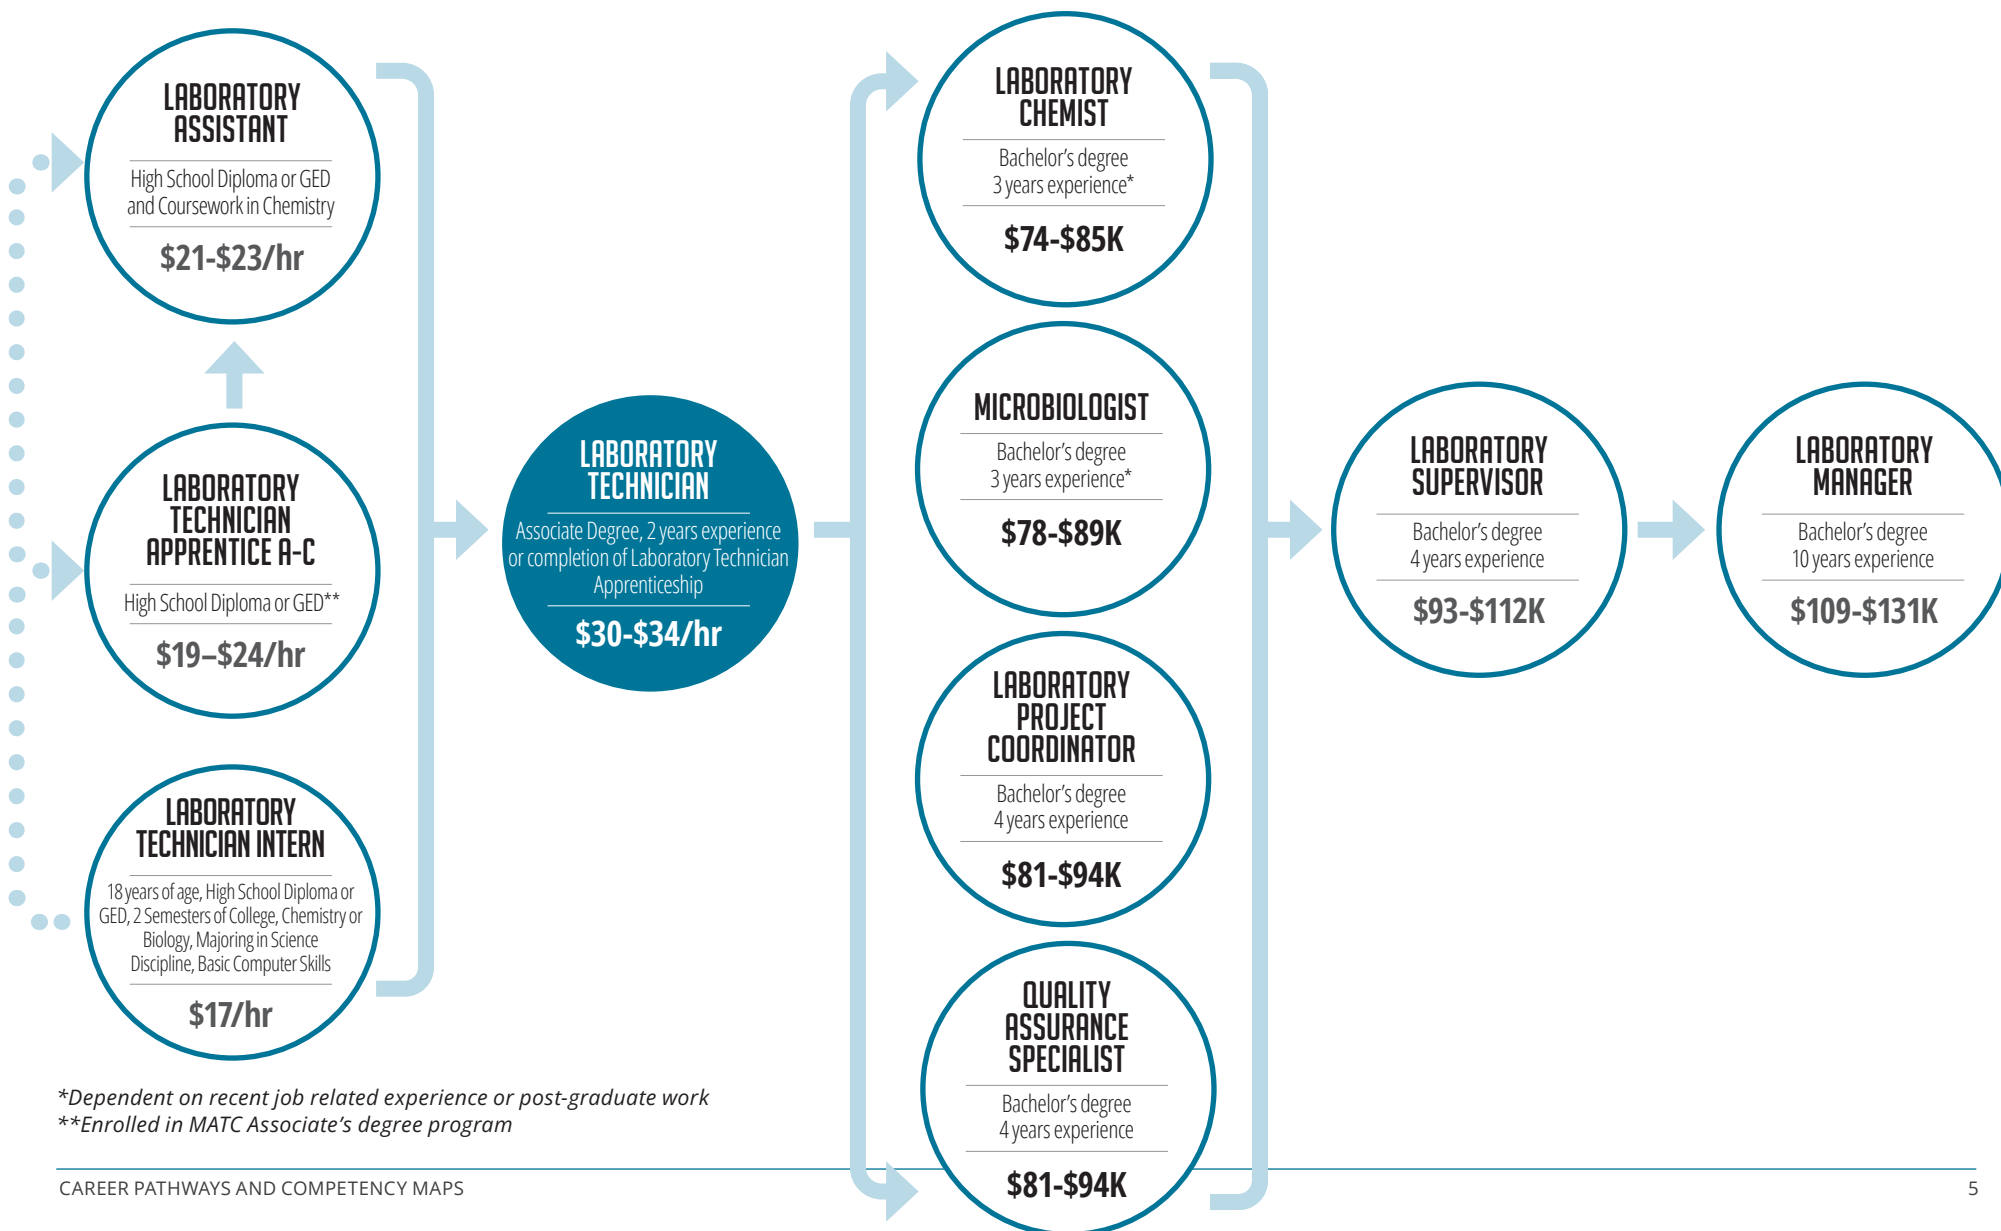 LABORATORY
ASSISTANT
High School Diploma or GED
and Coursework in Chemistry
$21-$23/hr
LABORATORY
TECHNICIAN
APPRENTICE A-C
High School Diploma or GED**
$19–$24/hr
LABORATORY
TECHNICIAN INTERN
18 years of age, High School Diploma or
GED, 2 Semesters of College, Chemistry or
Biology, Majoring in Science
Discipline, Basic Computer Skills
$17/hr
LABORATORY
TECHNICIAN
Associate Degree, 2 years experience
or completion of Laboratory Technician
Apprenticeship
$30-$34/hr
LABORATORY
CHEMIST
Bachelor’s degree
3 years experience*
$74-$85K
MICROBIOLOGIST
Bachelor’s degree
3 years experience*
$78-$89K
LABORATORY
PROJECT
COORDINATOR
Bachelor’s degree
4 years experience
$81-$94K
QUALITY
ASSURANCE
SPECIALIST
Bachelor’s degree
4 years experience
$81-$94K
LABORATORY
SUPERVISOR
Bachelor’s degree
4 years experience
$93-$112K
LABORATORY
MANAGER
Bachelor’s degree
10 years experience
$109-$131K
*Dependent on recent job related experience or post-graduate work
**Enrolled in MATC Associate’s degree program
CAREER PATHWAYS AND COMPETENCY MAPS
5